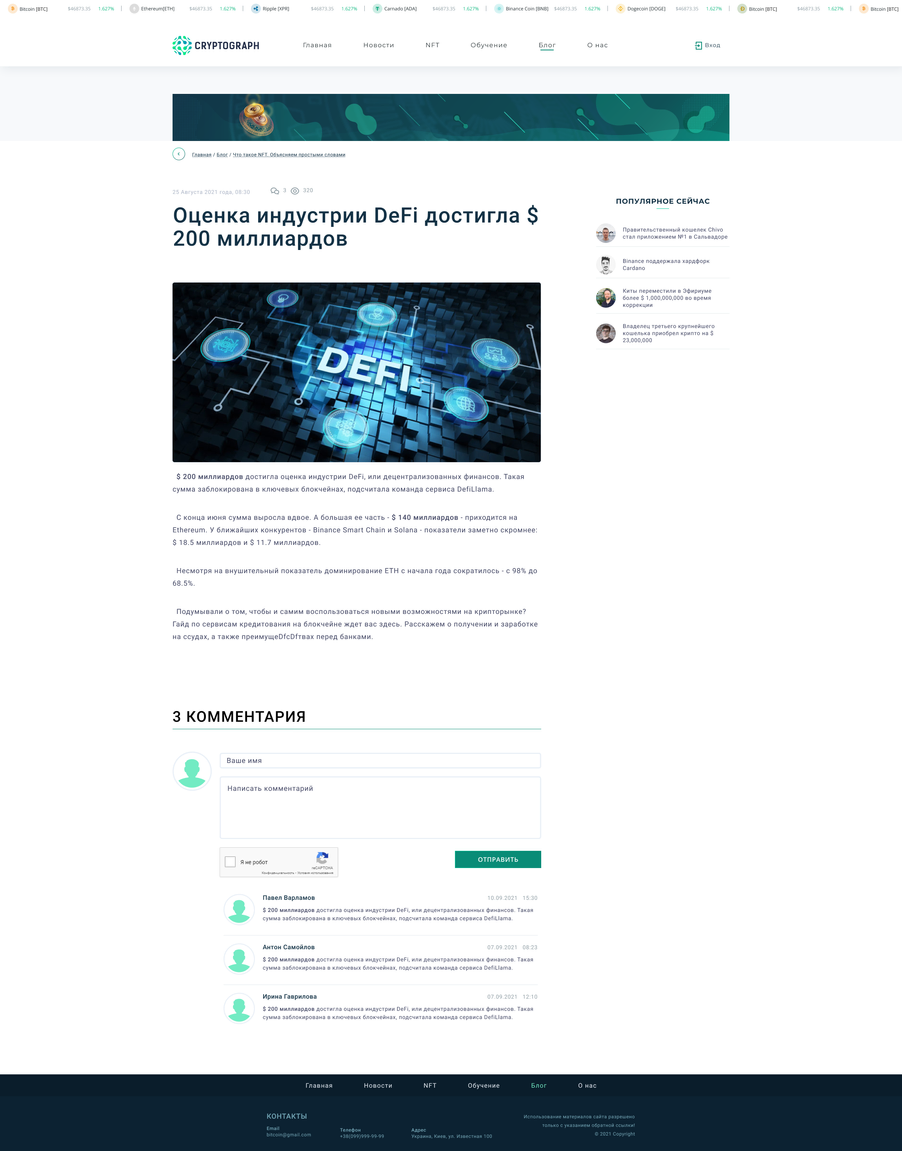 Bitcoin [BTC] $46873.35 1.627% | Ethereum[ETH] $46873.35 1.627% | Ripple [XPR] $46873.35 1.627% | Carnado [ADA] $46873.35 1.627% | Binance Coin [BNB] $46873.35 1.627% | Dogecoin [DOGE] $46873.35 1.627% | Bitcoin [BTC] $46873.35 1.627% | Bitcoin [BTC]
CRYPTOGRAPH Главная Новости NFT Обучение Блог О нас Вход
Главная / Блог / Что такое NFT. Объясняем простыми словами
25 Августа 2021 года, 08:30 3 320
Оценка индустрии DeFi достигла $
200 миллиардов
ПОПУЛЯРНОЕ СЕЙЧАС
Правительственный кошелек Chivo
стал приложением №1 в Сальвадоре
Binance поддержала хардфорк
Cardano
Киты переместили в Эфириуме
более $ 1,000,000,000 во время
коррекции
Владелец третьего крупнейшего
кошелька приобрел крипто на $
23,000,000
DEFI
$ 200 миллиардов достигла оценка индустрии DeFi, или децентрализованных финансов. Такая
сумма заблокирована в ключевых блокчейнах, подсчитала команда сервиса DefiLlama.
С конца июня сумма выросла вдвое. А большая ее часть - $ 140 миллиардов - приходится на
Ethereum. У ближайших конкурентов - Binance Smart Chain и Solana - показатели заметно скромнее:
$ 18.5 миллиардов и $ 11.7 миллиардов.
Несмотря на внушительный показатель доминирование ETH с начала года сократилось - с 98% до
68.5%.
Подумывали о том, чтобы и самим воспользоваться новыми возможностями на крипторынке?
Гайд по сервисам кредитования на блокчейне ждет вас здесь. Расскажем о получении и заработке
на ссудах, а также преимущеDfcDfтвах перед банками.
3 КОММЕНТАРИЯ
Ваше имя
Написать комментарий
Я не робот
reCAPTCHA
Конфиденциальность - Условия использования
ОТПРАВИТЬ
Павел Варламов 10.09.2021 15:30
$ 200 миллиардов достигла оценка индустрии DeFi, или децентрализованных финансов. Такая
сумма заблокирована в ключевых блокчейнах, подсчитала команда сервиса DefiLlama.
Антон Самойлов 07.09.2021 08:23
$ 200 миллиардов достигла оценка индустрии DeFi, или децентрализованных финансов. Такая
сумма заблокирована в ключевых блокчейнах, подсчитала команда сервиса DefiLlama.
Ирина Гаврилова 07.09.2021 12:10
$ 200 миллиардов достигла оценка индустрии DeFi, или децентрализованных финансов. Такая
сумма заблокирована в ключевых блокчейнах, подсчитала команда сервиса DefiLlama.
Главная Новости NFT Обучение Блог О нас
КОНТАКТЫ
Email
bitcoin@gmail.com
Телефон
+38(099)999-99-99
Адрес
Украина, Киев, ул. Известная 100
Использование материалов сайта разрешено
только с указанием обратной ссылки!
© 2021 Copyright